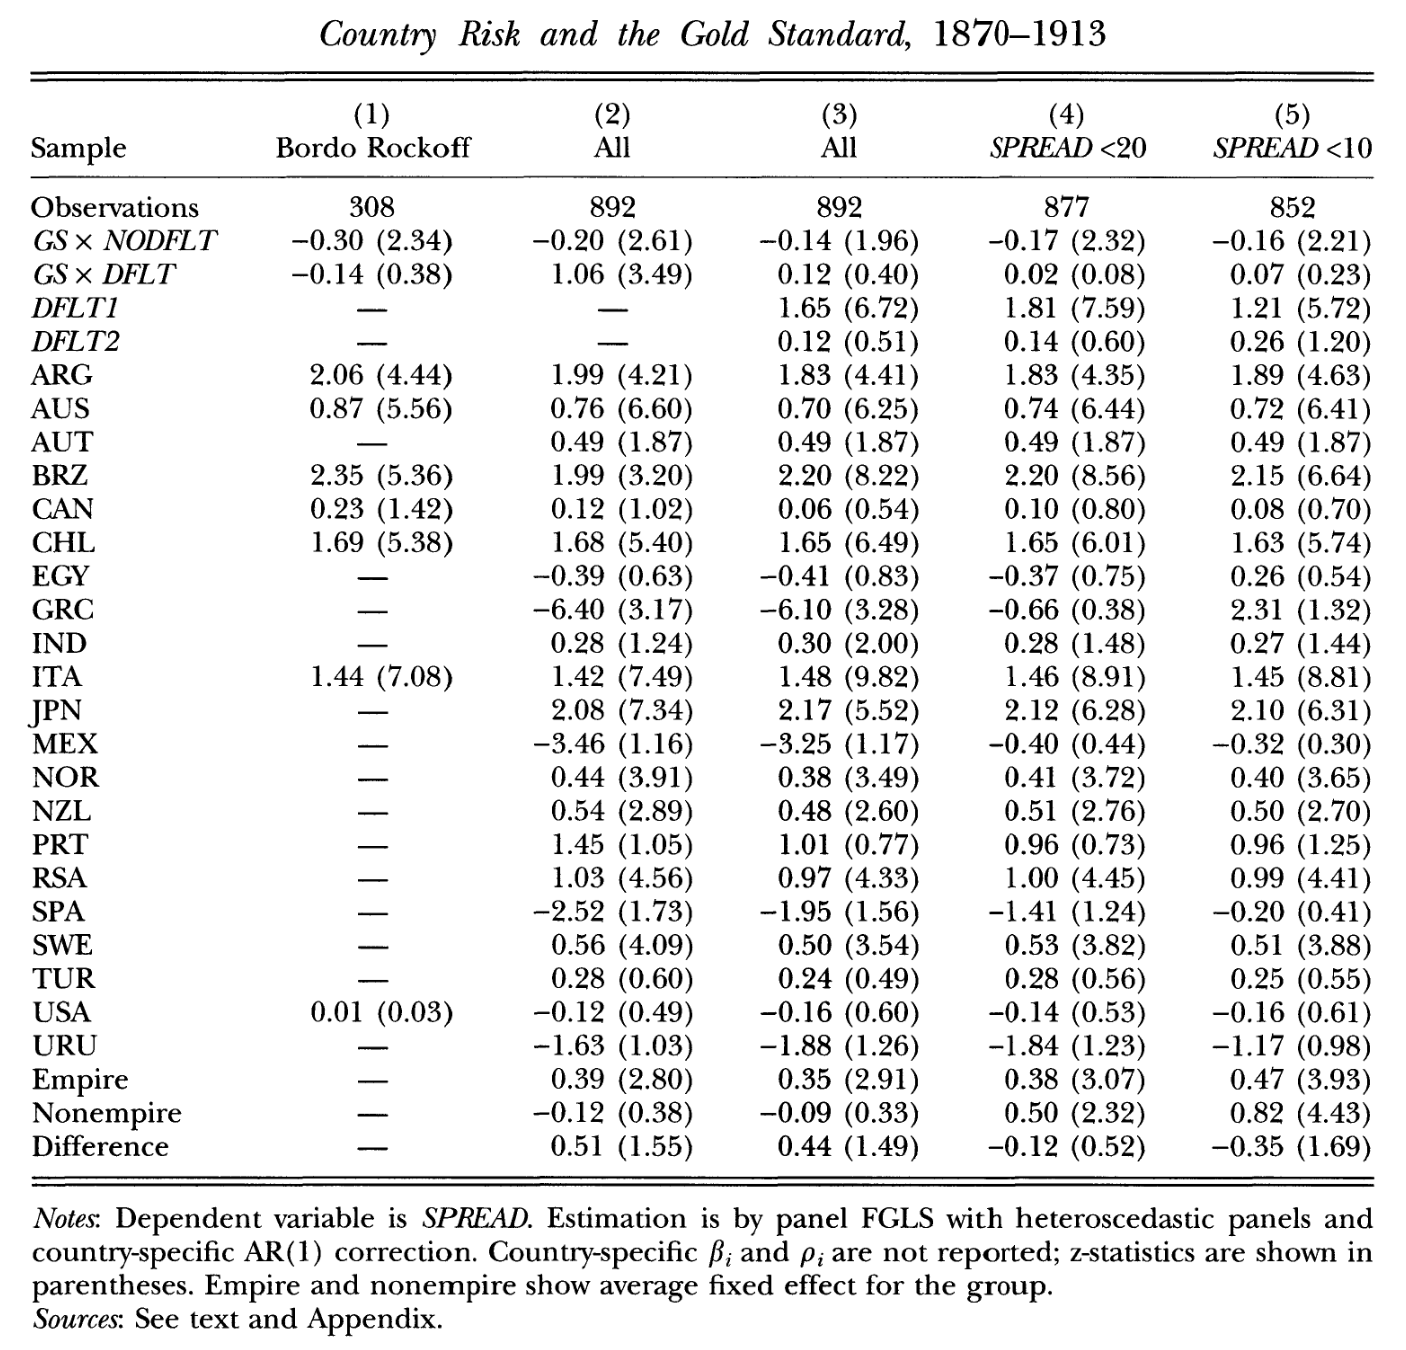 Country Risk and the Gold Standard, 1870–1913
(1) (2) (3) (4) (5)
Sample Bordo Rockoff All All SPREAD <20 SPREAD <10
Observations 308 892 892 877 852
GS × NODFLT −0.30 (2.34) −0.20 (2.61) −0.14 (1.96) −0.17 (2.32) −0.16 (2.21)
GS × DFLT −0.14 (0.38) 1.06 (3.49) 0.12 (0.40) 0.02 (0.08) 0.07 (0.23)
DFLT1 — — 1.65 (6.72) 1.81 (7.59) 1.21 (5.72)
DFLT2 — — 0.12 (0.51) 0.14 (0.60) 0.26 (1.20)
ARG 2.06 (4.44) 1.99 (4.21) 1.83 (4.41) 1.83 (4.35) 1.89 (4.63)
AUS 0.87 (5.56) 0.76 (6.60) 0.70 (6.25) 0.74 (6.44) 0.72 (6.41)
AUT — 0.49 (1.87) 0.49 (1.87) 0.49 (1.87) 0.49 (1.87)
BRZ 2.35 (5.36) 1.99 (3.20) 2.20 (8.22) 2.20 (8.56) 2.15 (6.64)
CAN 0.23 (1.42) 0.12 (1.02) 0.06 (0.54) 0.10 (0.80) 0.08 (0.70)
CHL 1.69 (5.38) 1.68 (5.40) 1.65 (6.49) 1.65 (6.01) 1.63 (5.74)
EGY — −0.39 (0.63) −0.41 (0.83) −0.37 (0.75) 0.26 (0.54)
GRC — −6.40 (3.17) −6.10 (3.28) −0.66 (0.38) 2.31 (1.32)
IND — 0.28 (1.24) 0.30 (2.00) 0.28 (1.48) 0.27 (1.44)
ITA 1.44 (7.08) 1.42 (7.49) 1.48 (9.82) 1.46 (8.91) 1.45 (8.81)
JPN — 2.08 (7.34) 2.17 (5.52) 2.12 (6.28) 2.10 (6.31)
MEX — −3.46 (1.16) −3.25 (1.17) −0.40 (0.44) −0.32 (0.30)
NOR — 0.44 (3.91) 0.38 (3.49) 0.41 (3.72) 0.40 (3.65)
NZL — 0.54 (2.89) 0.48 (2.60) 0.51 (2.76) 0.50 (2.70)
PRT — 1.45 (1.05) 1.01 (0.77) 0.96 (0.73) 0.96 (1.25)
RSA — 1.03 (4.56) 0.97 (4.33) 1.00 (4.45) 0.99 (4.41)
SPA — −2.52 (1.73) −1.95 (1.56) −1.41 (1.24) −0.20 (0.41)
SWE — 0.56 (4.09) 0.50 (3.54) 0.53 (3.82) 0.51 (3.88)
TUR — 0.28 (0.60) 0.24 (0.49) 0.28 (0.56) 0.25 (0.55)
USA 0.01 (0.03) −0.12 (0.49) −0.16 (0.60) −0.14 (0.53) −0.16 (0.61)
URU — −1.63 (1.03) −1.88 (1.26) −1.84 (1.23) −1.17 (0.98)
Empire — 0.39 (2.80) 0.35 (2.91) 0.38 (3.07) 0.47 (3.93)
Nonempire — −0.12 (0.38) −0.09 (0.33) 0.50 (2.32) 0.82 (4.43)
Difference — 0.51 (1.55) 0.44 (1.49) −0.12 (0.52) −0.35 (1.69)
Notes: Dependent variable is SPREAD. Estimation is by panel FGLS with heteroscedastic panels and
country-specific AR(1) correction. Country-specific βi and ρi are not reported; z-statistics are shown in
parentheses. Empire and nonempire show average fixed effect for the group.
Sources: See text and Appendix.